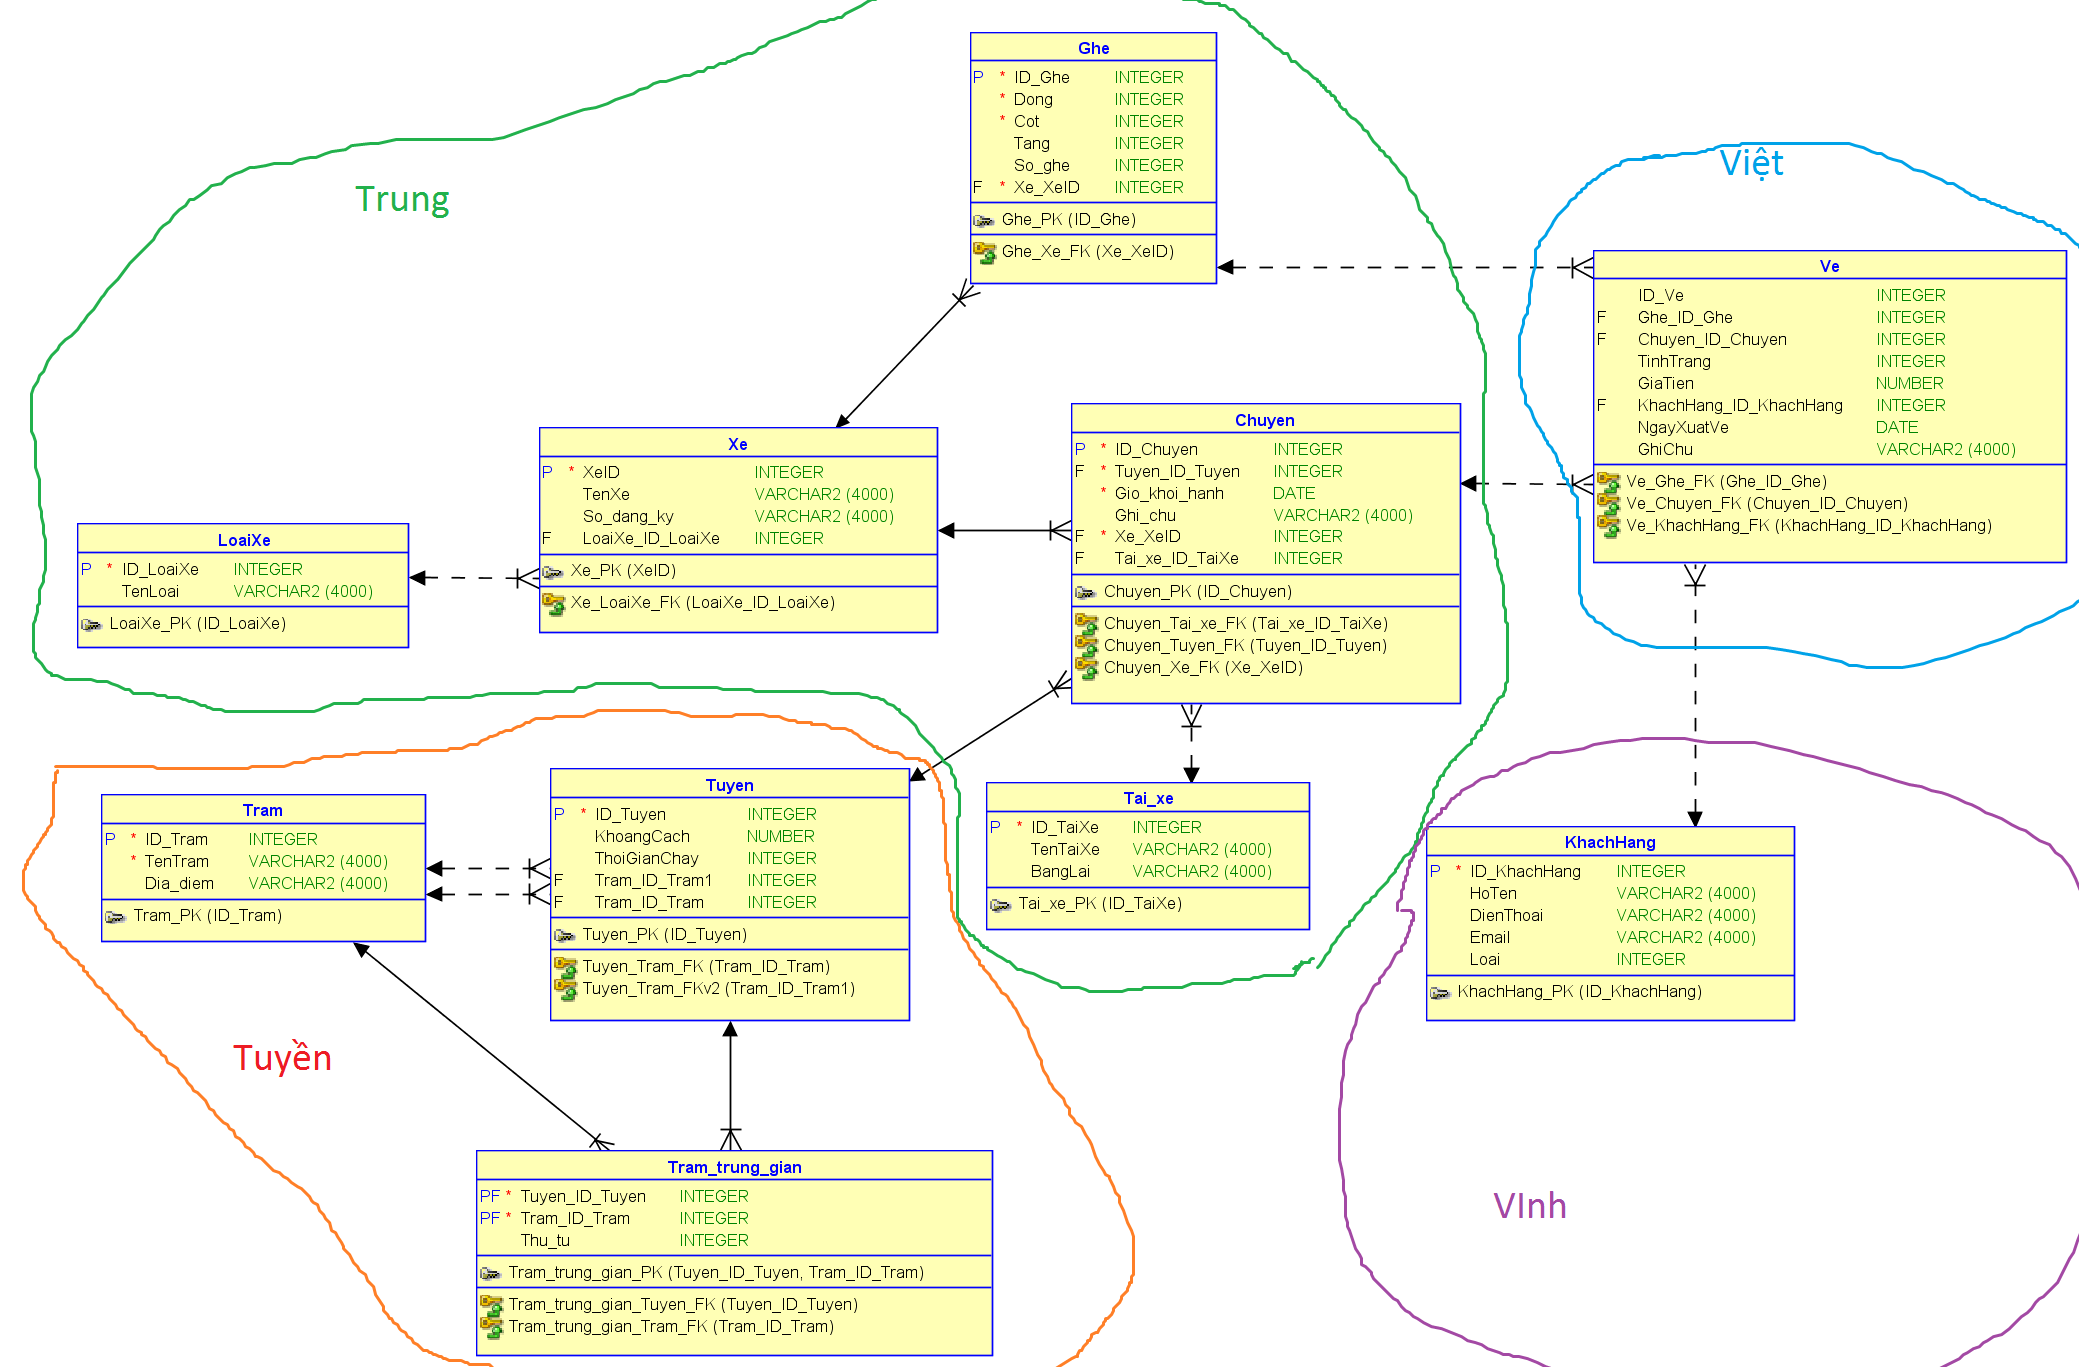 Trung
Ghe
P * ID_Ghe INTEGER
* Dong INTEGER
* Cot INTEGER
Tang INTEGER
So_ghe INTEGER
F * Xe_XeID INTEGER
Ghe_PK (ID_Ghe)
Ghe_Xe_FK (Xe_XeID)
Việt
Ve
ID_Ve INTEGER
F Ghe_ID_Ghe INTEGER
F Chuyen_ID_Chuyen INTEGER
TinhTrang INTEGER
GiaTien NUMBER
F KhachHang_ID_KhachHang INTEGER
NgayXuatVe DATE
GhiChu VARCHAR2 (4000)
Ve_Ghe_FK (Ghe_ID_Ghe)
Ve_Chuyen_FK (Chuyen_ID_Chuyen)
Ve_KhachHang_FK (KhachHang_ID_KhachHang)
Xe
P * XeID INTEGER
TenXe VARCHAR2 (4000)
So_dang_ky VARCHAR2 (4000)
F LoaiXe_ID_LoaiXe INTEGER
Xe_PK (XeID)
Xe_LoaiXe_FK (LoaiXe_ID_LoaiXe)
Chuyen
P * ID_Chuyen INTEGER
F * Tuyen_ID_Tuyen INTEGER
* Gio_khoi_hanh DATE
Ghi_chu VARCHAR2 (4000)
F * Xe_XeID INTEGER
F Tai_xe_ID_TaiXe INTEGER
Chuyen_PK (ID_Chuyen)
Chuyen_Tai_xe_FK (Tai_xe_ID_TaiXe)
Chuyen_Tuyen_FK (Tuyen_ID_Tuyen)
Chuyen_Xe_FK (Xe_XeID)
LoaiXe
P * ID_LoaiXe INTEGER
TenLoai VARCHAR2 (4000)
LoaiXe_PK (ID_LoaiXe)
Tram
P * ID_Tram INTEGER
* TenTram VARCHAR2 (4000)
Dia_diem VARCHAR2 (4000)
Tram_PK (ID_Tram)
Tuyen
P * ID_Tuyen INTEGER
KhoangCach NUMBER
ThoiGianChay INTEGER
F Tram_ID_Tram1 INTEGER
F Tram_ID_Tram INTEGER
Tuyen_PK (ID_Tuyen)
Tuyen_Tram_FK (Tram_ID_Tram)
Tuyen_Tram_FKv2 (Tram_ID_Tram1)
Tai_xe
P * ID_TaiXe INTEGER
TenTaiXe VARCHAR2 (4000)
BangLai VARCHAR2 (4000)
Tai_xe_PK (ID_TaiXe)
KhachHang
P * ID_KhachHang INTEGER
HoTen VARCHAR2 (4000)
DienThoai VARCHAR2 (4000)
Email VARCHAR2 (4000)
Loai INTEGER
KhachHang_PK (ID_KhachHang)
Tuyền
Tram_trung_gian
PF * Tuyen_ID_Tuyen INTEGER
PF * Tram_ID_Tram INTEGER
Thu_tu INTEGER
Tram_trung_gian_PK (Tuyen_ID_Tuyen, Tram_ID_Tram)
Tram_trung_gian_Tuyen_FK (Tuyen_ID_Tuyen)
Tram_trung_gian_Tram_FK (Tram_ID_Tram)
VInh